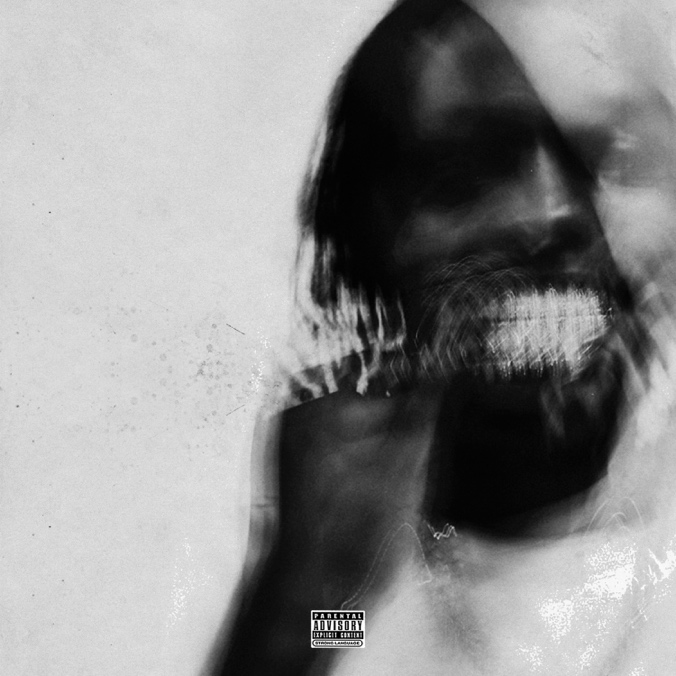 PARENTAL
ADVISORY
EXPLICIT CONTENT
STRONG LANGUAGE